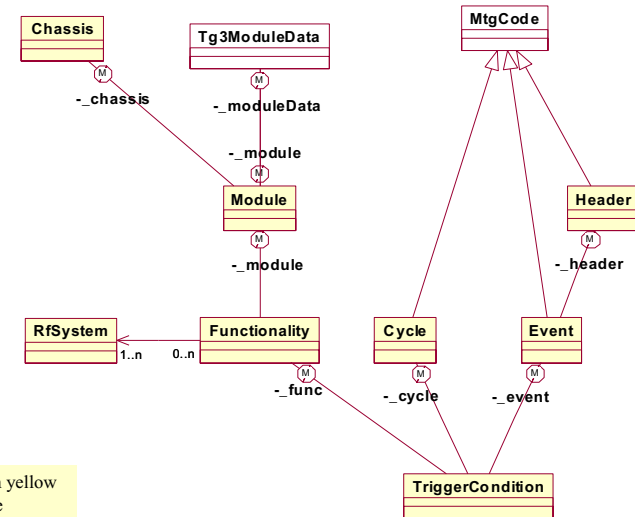 MtgCode
Chassis
Tg3ModuleData
M
M
-_chassis
-_moduleData
-_module
M
Module
Header
M
M
-_module
-_header
RfSystem
Functionality
Cycle
Event
1..n
0..n
M
M
M
-_func
-_cycle
-_event
yellow
TriggerCondition
e